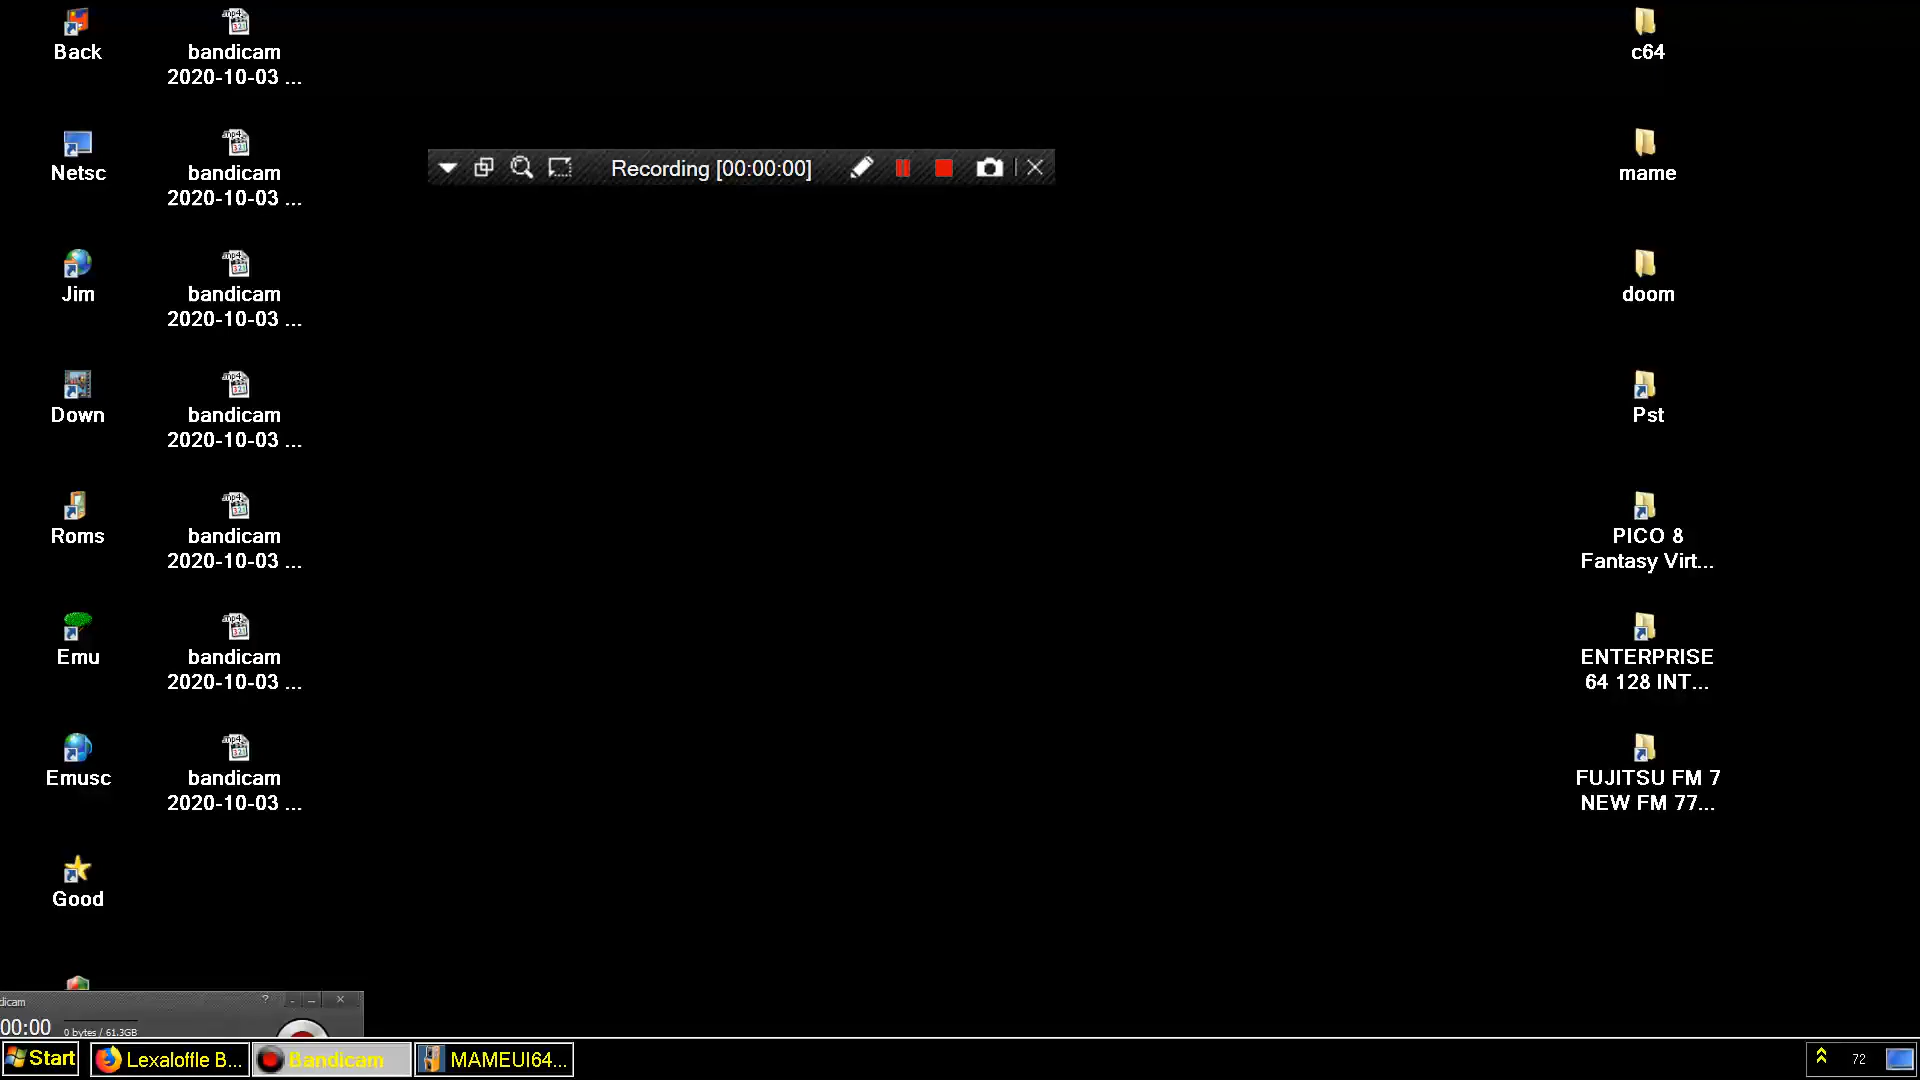 Back
Netsc
Jim
Down
Roms
Emu
Emusc
Good
bandicam
2020-10-03 ...
bandicam
2020-10-03 ...
bandicam
2020-10-03 ...
bandicam
2020-10-03 ...
bandicam
2020-10-03 ...
bandicam
2020-10-03 ...
bandicam
2020-10-03 ...
Recording [00:00:00]
c64
mame
doom
Pst
PICO 8
Fantasy Virt...
ENTERPRISE
64 128 INT...
FUJITSU FM 7
NEW FM 77...
dicam
00:00
0 bytes / 61.3GB
Start
Lexaloffle B...
Bandicam
MAMEUI64...
72